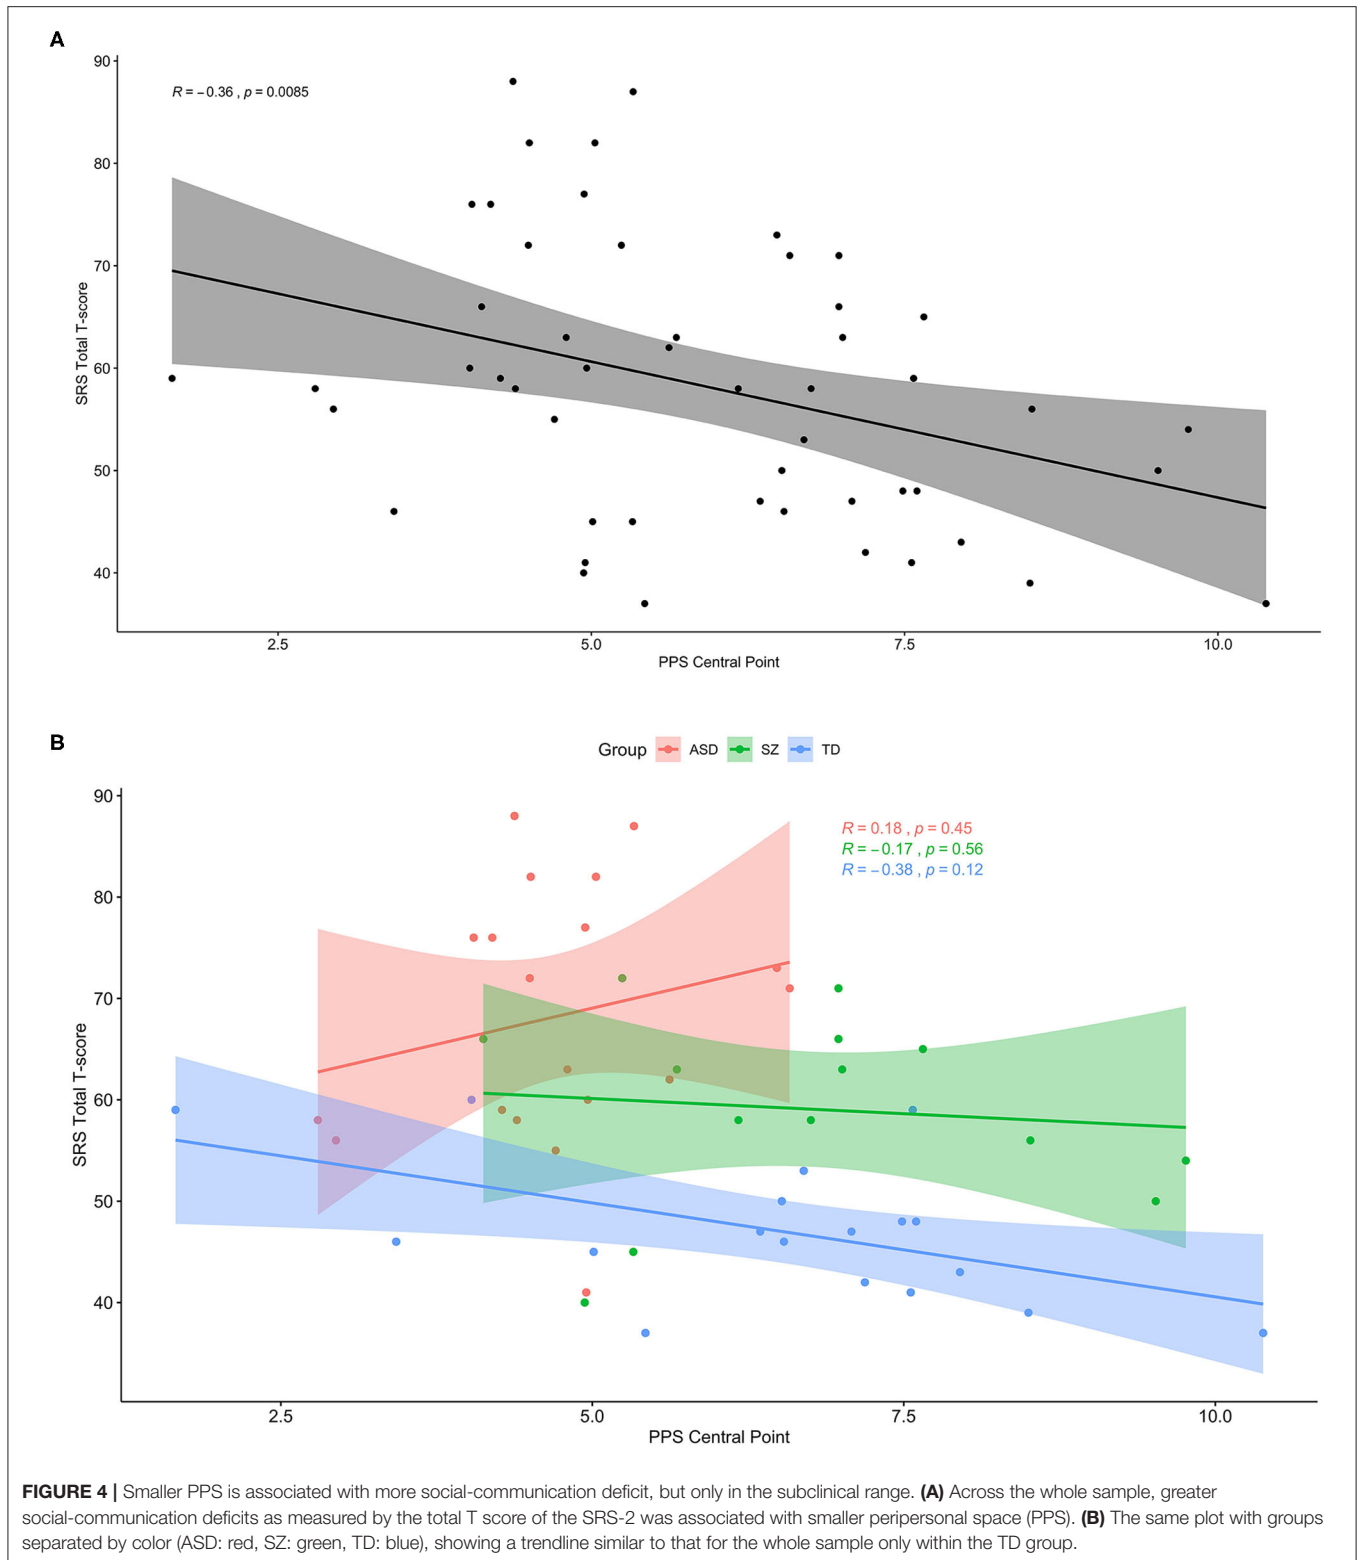 A
90
80
70
60
50
40
SRS Total T-score
R = −0.36 , p = 0.0085
2.5 5.0 7.5 10.0
PPS Central Point
B
Group ASD SZ TD
90
80
70
60
50
40
SRS Total T-score
R = 0.18 , p = 0.45
R = −0.17 , p = 0.56
R = −0.38 , p = 0.12
2.5 5.0 7.5 10.0
PPS Central Point
FIGURE 4 | Smaller PPS is associated with more social-communication deficit, but only in the subclinical range. (A) Across the whole sample, greater
social-communication deficits as measured by the total T score of the SRS-2 was associated with smaller peripersonal space (PPS). (B) The same plot with groups
separated by color (ASD: red, SZ: green, TD: blue), showing a trendline similar to that for the whole sample only within the TD group.